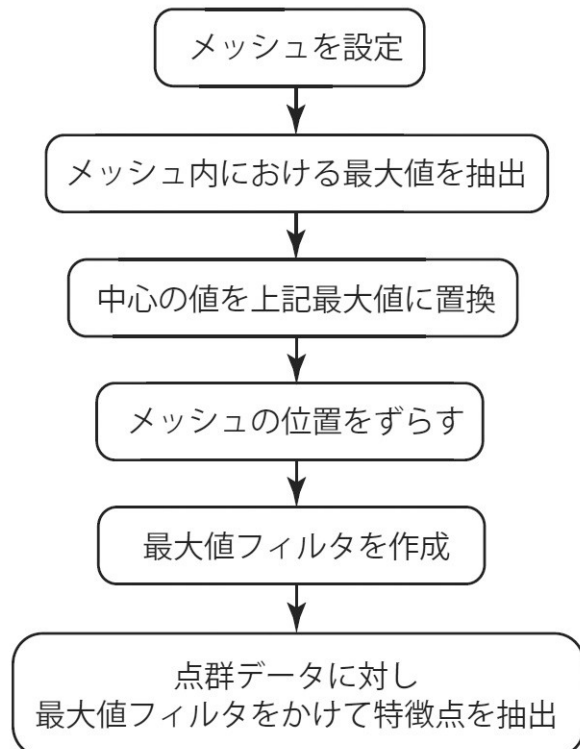 メッシュを設定
メッシュ内における最大値を抽出
中心の値を上記最大値に置換
メッシュの位置をずらす
最大値フィルタを作成
点群データに対し
最大値フィルタをかけて特徴点を抽出